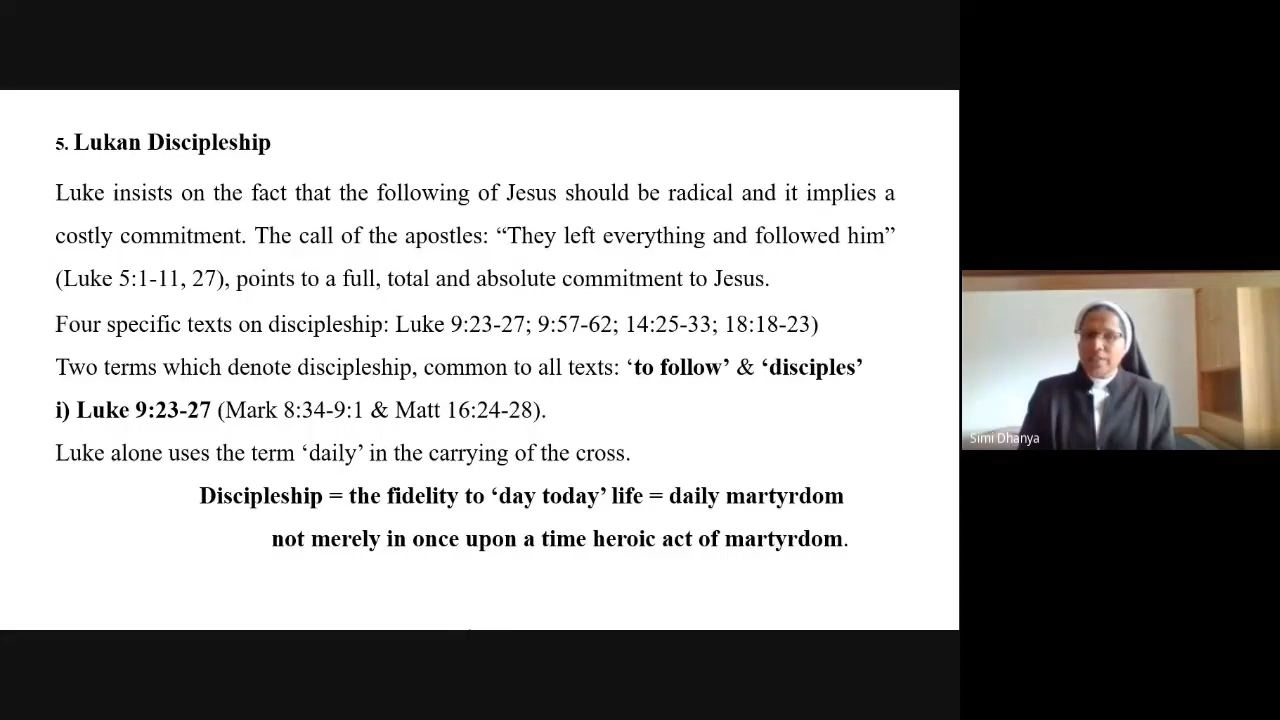 5. Lukan Discipleship
Luke insists on the fact that the following of Jesus should be radical and it implies a
costly commitment. The call of the apostles: “They left everything and followed him”
(Luke 5:1-11, 27), points to a full, total and absolute commitment to Jesus.
Four specific texts on discipleship: Luke 9:23-27; 9:57-62; 14:25-33; 18:18-23)
Two terms which denote discipleship, common to all texts: ‘to follow’ & ‘disciples’
i) Luke 9:23-27 (Mark 8:34-9:1 & Matt 16:24-28).
Luke alone uses the term ‘daily’ in the carrying of the cross.
Discipleship = the fidelity to ‘day today’ life = daily martyrdom
not merely in once upon a time heroic act of martyrdom.
Simi Dhanya